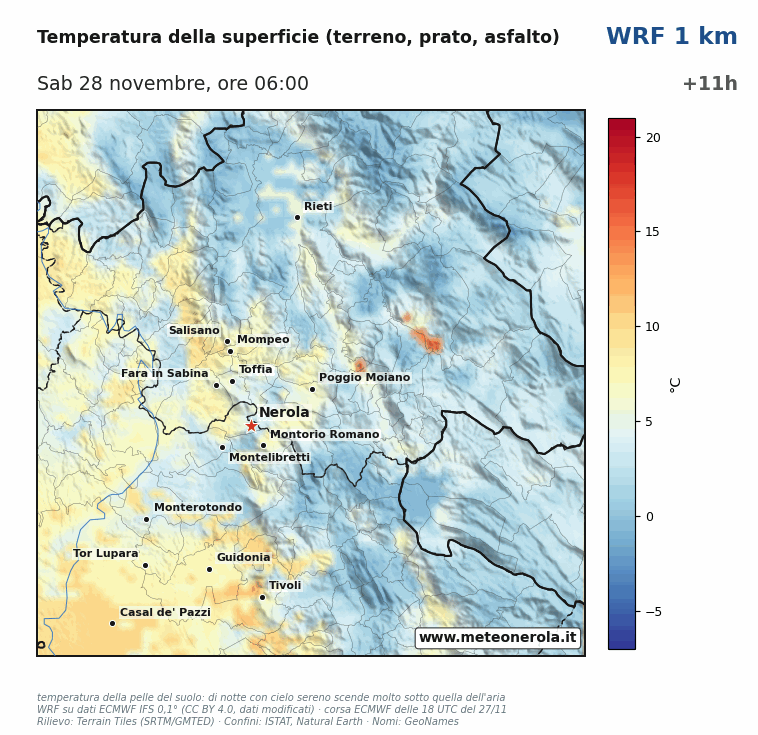 Temperatura della superficie (terreno, prato, asfalto)
WRF 1 km
Sab 28 novembre, ore 06:00
+11h
Rieti
Salisano
Mompeo
Fara in Sabina
Toffia
Poggio Moiano
Nerola
Montorio Romano
Montelibretti
Monterotondo
Tor Lupara
Guidonia
Tivoli
Casal de' Pazzi
www.meteonerola.it
20
15
10
5
0
−5
°C
temperatura della pelle del suolo: di notte con cielo sereno scende molto sotto quella dell'aria
WRF su dati ECMWF IFS 0,1° (CC BY 4.0, dati modificati) · corsa ECMWF delle 18 UTC del 27/11
Rilievo: Terrain Tiles (SRTM/GMTED) · Confini: ISTAT, Natural Earth · Nomi: GeoNames